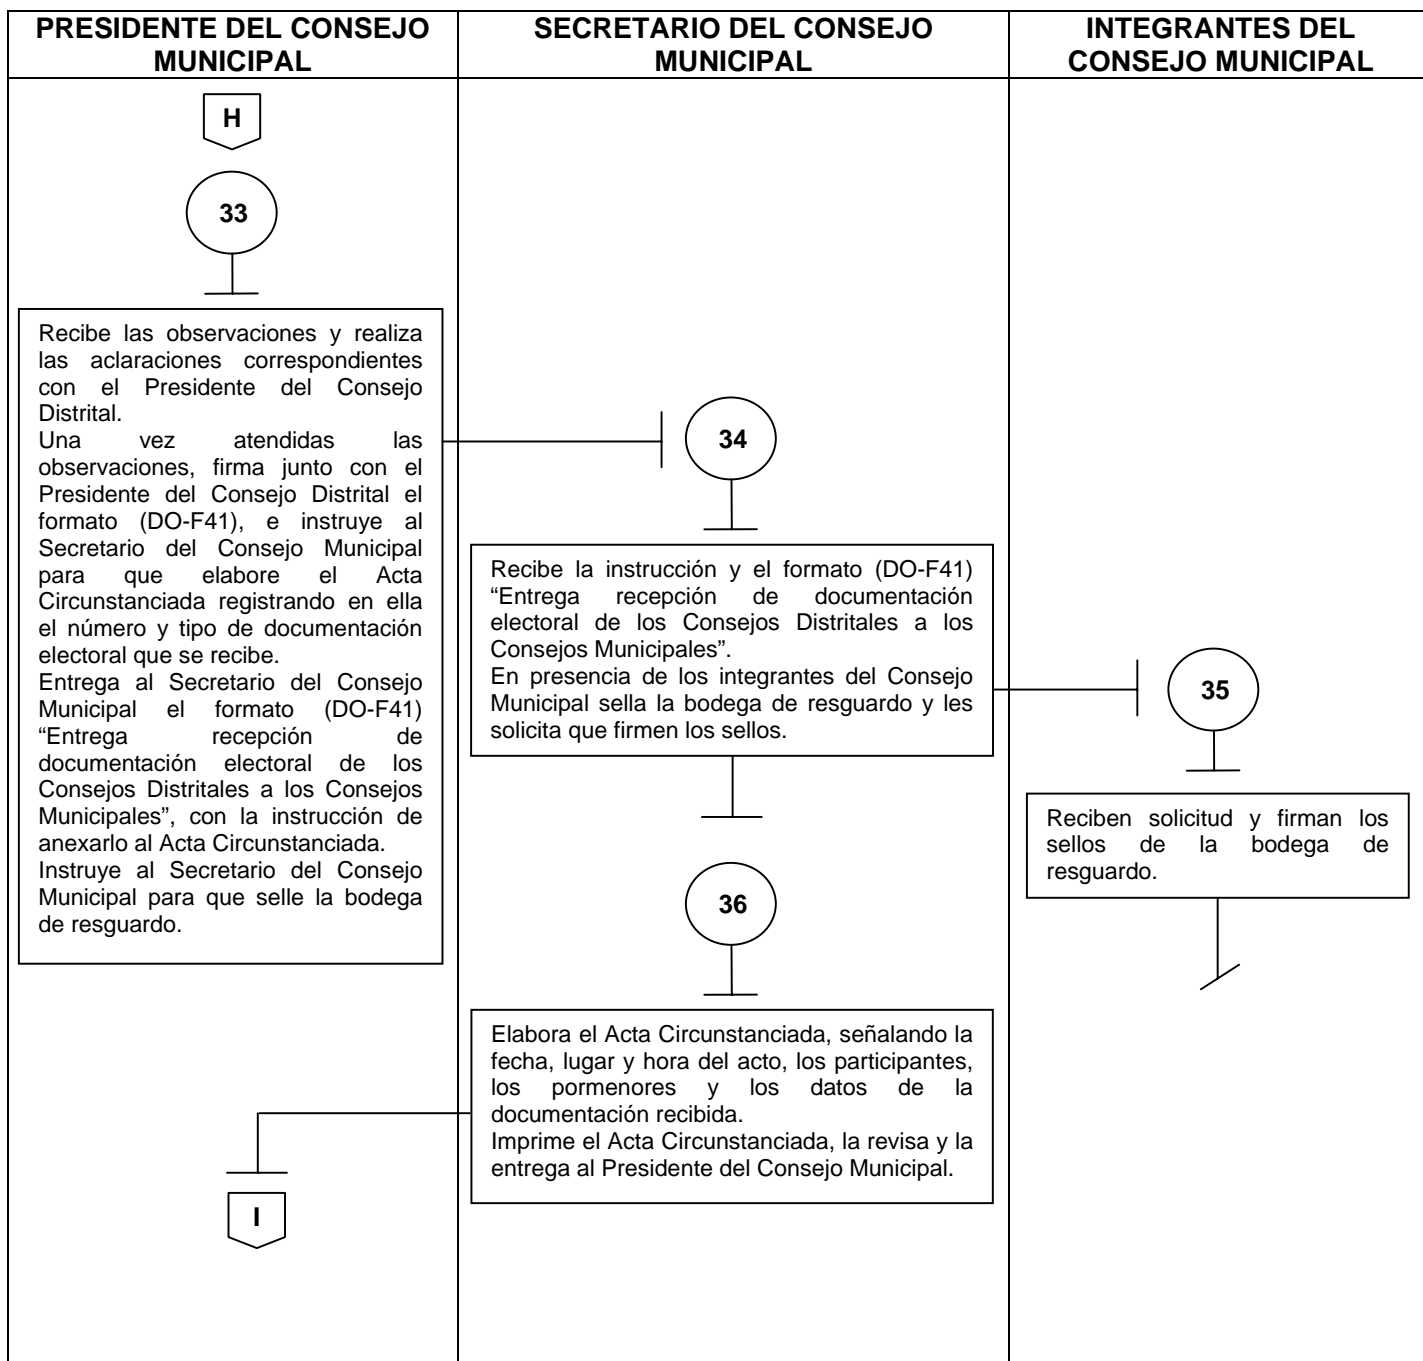 PRESIDENTE DEL CONSEJO
MUNICIPAL
SECRETARIO DEL CONSEJO
MUNICIPAL
INTEGRANTES DEL
CONSEJO MUNICIPAL
H
33
Recibe las observaciones y realiza
las aclaraciones correspondientes
con el Presidente del Consejo
Distrital.
Una vez atendidas las
observaciones, firma junto con el
Presidente del Consejo Distrital el
formato (DO-F41), e instruye al
Secretario del Consejo Municipal
para que elabore el Acta
Circunstanciada registrando en ella
el número y tipo de documentación
electoral que se recibe.
Entrega al Secretario del Consejo
Municipal el formato (DO-F41)
“Entrega recepción de
documentación electoral de los
Consejos Distritales a los Consejos
Municipales”, con la instrucción de
anexarlo al Acta Circunstanciada.
Instruye al Secretario del Consejo
Municipal para que selle la bodega
de resguardo.
34
Recibe la instrucción y el formato (DO-F41)
“Entrega recepción de documentación
electoral de los Consejos Distritales a los
Consejos Municipales”.
En presencia de los integrantes del Consejo
Municipal sella la bodega de resguardo y les
solicita que firmen los sellos.
35
Reciben solicitud y firman los
sellos de la bodega de
resguardo.
36
Elabora el Acta Circunstanciada, señalando la
fecha, lugar y hora del acto, los participantes,
los pormenores y los datos de la
documentación recibida.
Imprime el Acta Circunstanciada, la revisa y la
entrega al Presidente del Consejo Municipal.
I